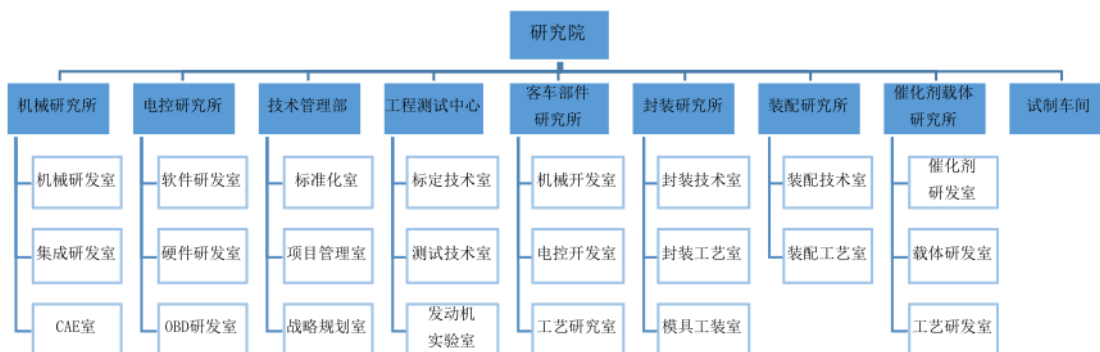 研究院
机械研究所
电控研究所
技术管理部
工程测试中心
客车部件
研究所
封装研究所
装配研究所
催化剂载体
研究所
试制车间
机械研发室
软件研发室
标准化室
标定技术室
机械开发室
封装技术室
装配技术室
催化剂
研发室
集成研发室
硬件研发室
项目管理室
测试技术室
电控开发室
封装工艺室
装配工艺室
载体研发室
CAE室
OBD研发室
战略规划室
发动机
实验室
工艺研究室
模具工装室
工艺研发室